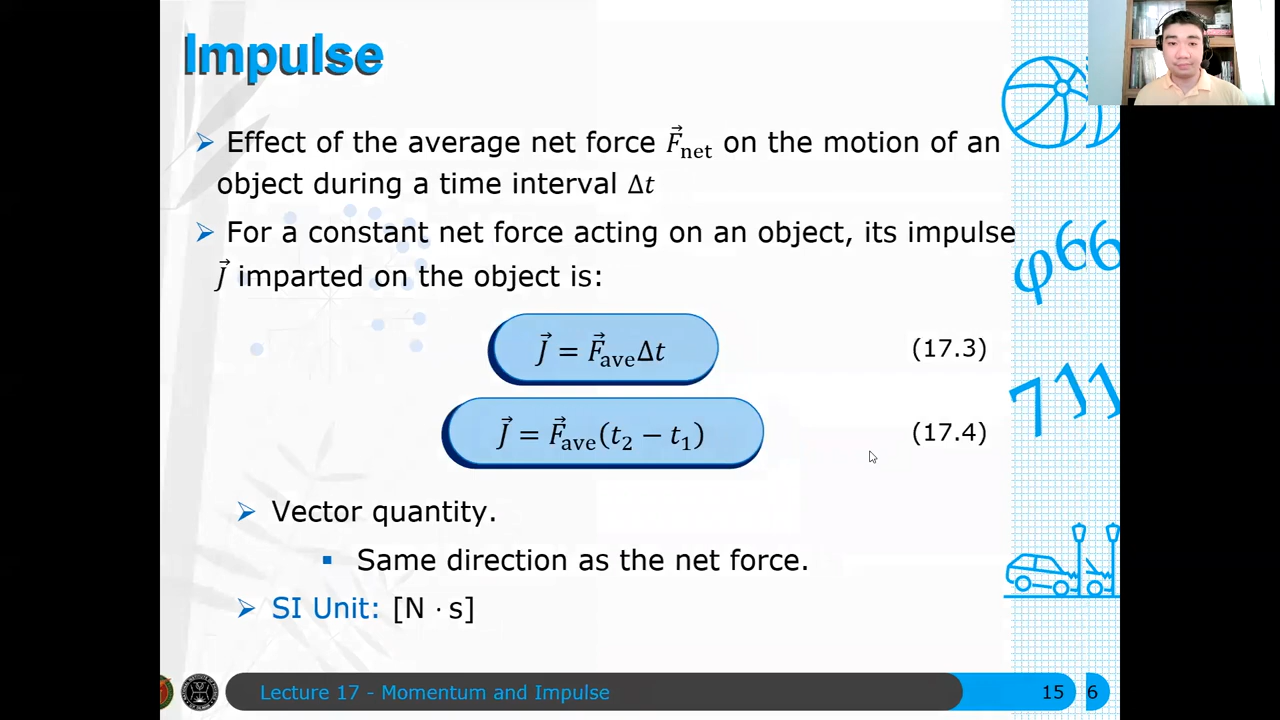 Impulse
➢ Effect of the average net force F⃗net on the motion of an
object during a time interval Δt
➢ For a constant net force acting on an object, its impulse
J⃗ imparted on the object is:
J⃗ = F⃗aveΔt (17.3)
J⃗ = F⃗ave(t₂ − t₁) (17.4)
➢ Vector quantity.
▪ Same direction as the net force.
➢ SI Unit: [N · s]
Lecture 17 - Momentum and Impulse 15 6